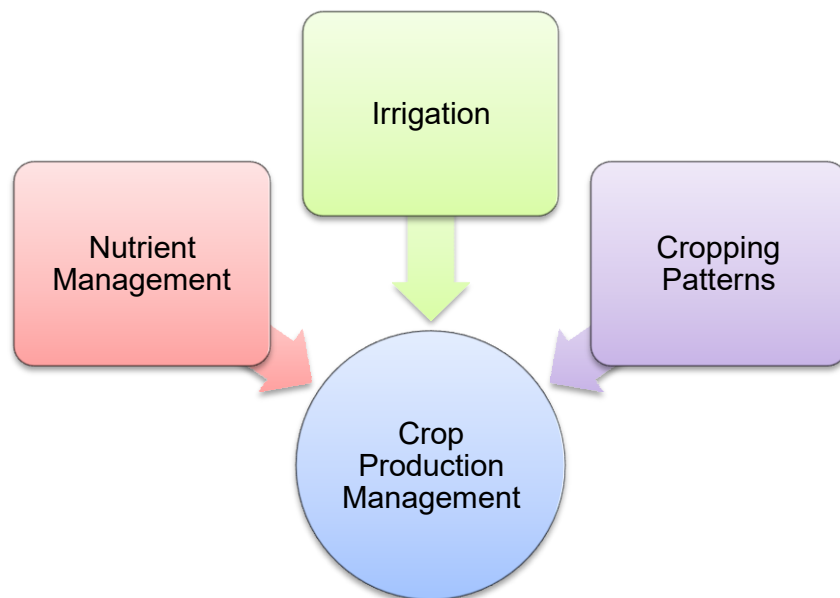 Irrigation
Nutrient
Management
Cropping
Patterns
Crop
Production
Management